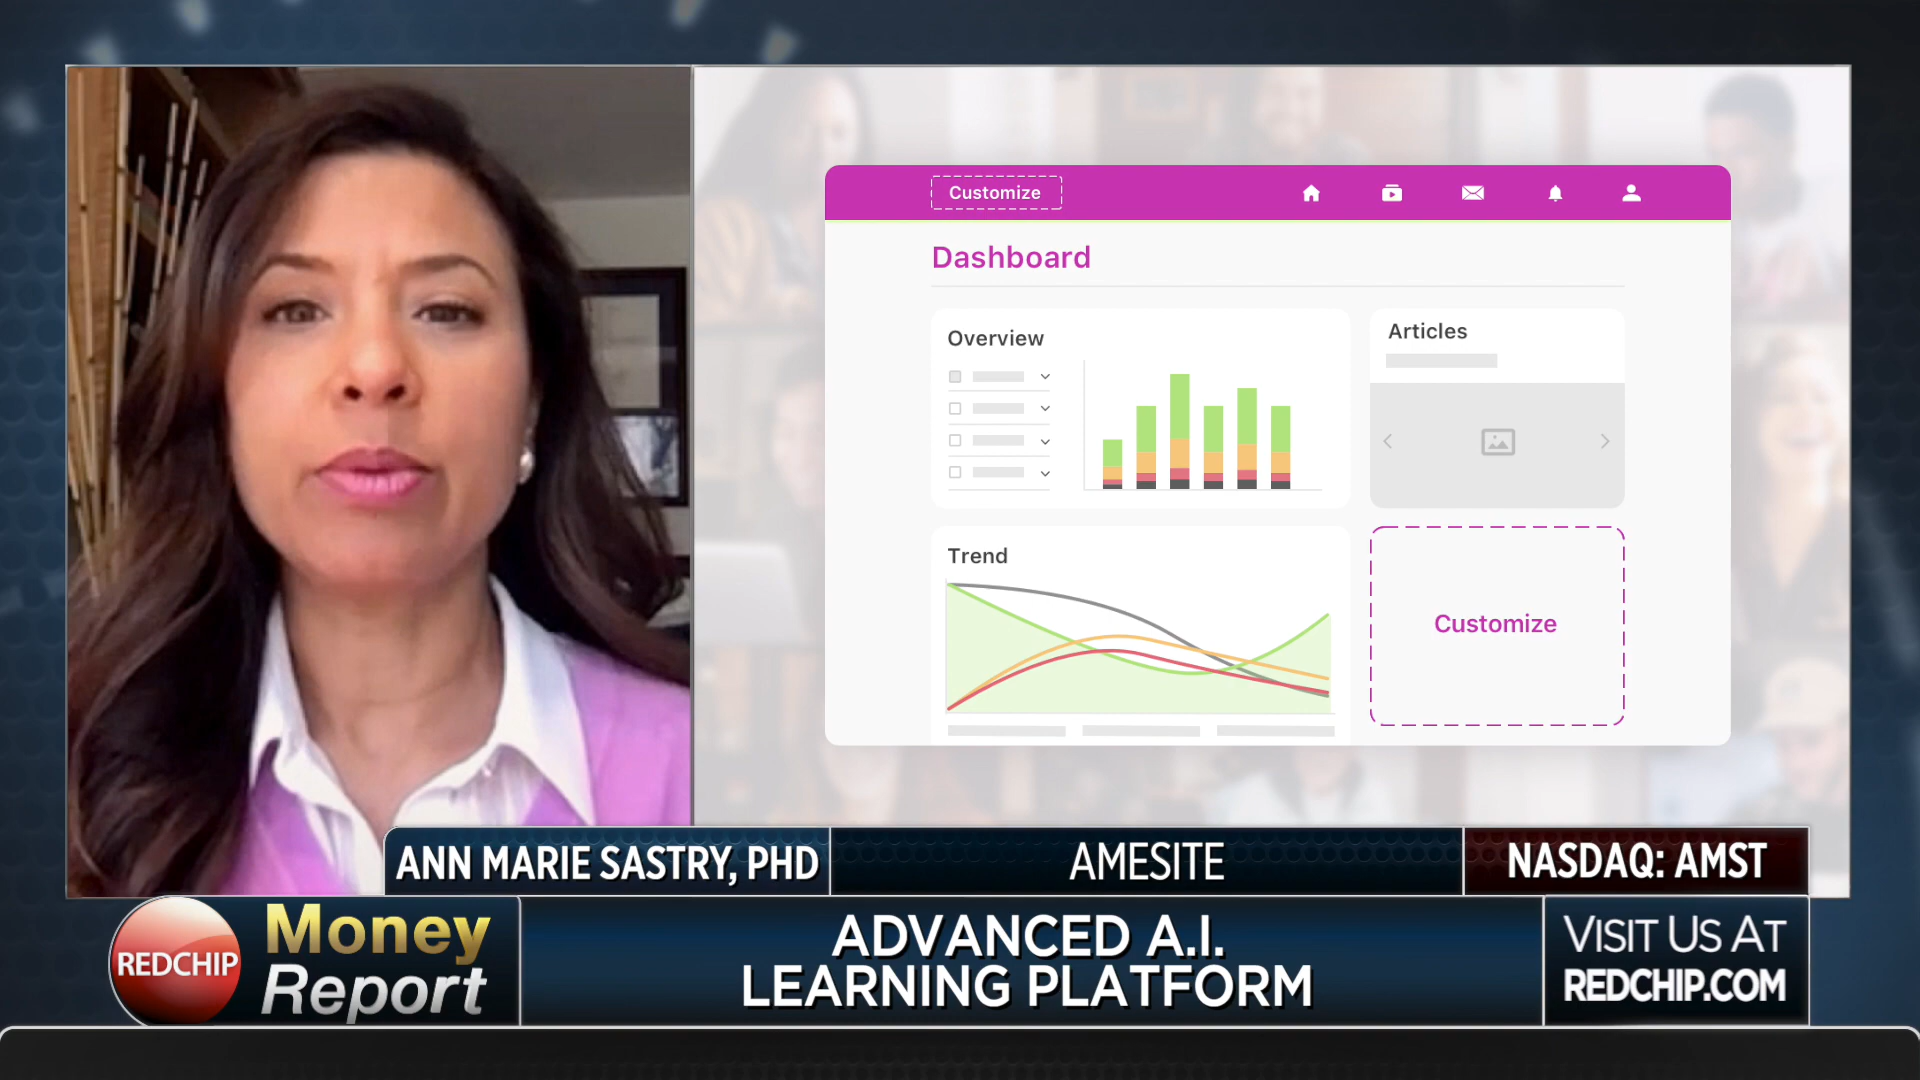 Customize
Dashboard
Overview
Articles
Trend
Customize
ANN MARIE SASTRY, PHD
AMESITE
NASDAQ: AMST
REDCHIP
Money
Report
ADVANCED A.I.
LEARNING PLATFORM
VISIT US AT
REDCHIP.COM